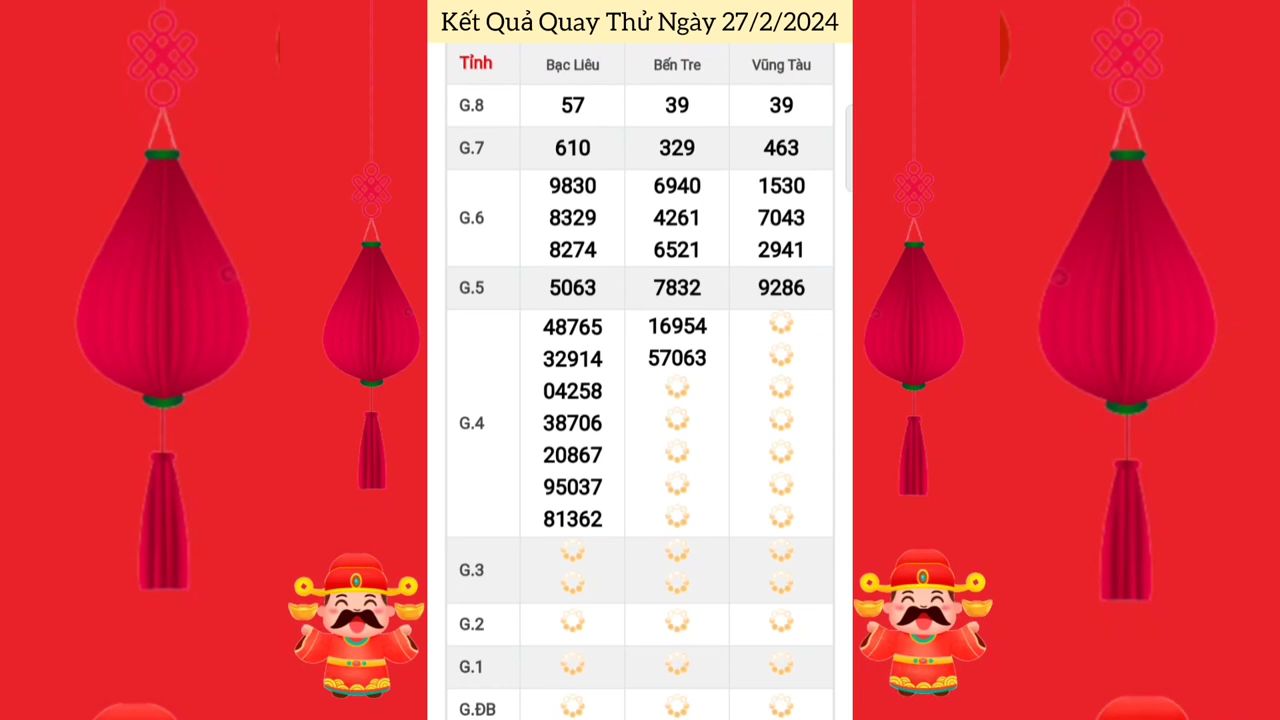 Kết Quả Quay Thử Ngày 27/2/2024
Tỉnh Bạc Liêu Bến Tre Vũng Tàu
G.8 57 39 39
G.7 610 329 463
9830 6940 1530
G.6 8329 4261 7043
8274 6521 2941
G.5 5063 7832 9286
48765 16954
32914 57063
04258
G.4 38706
20867
95037
81362
G.3
G.2
G.1
G.ĐB